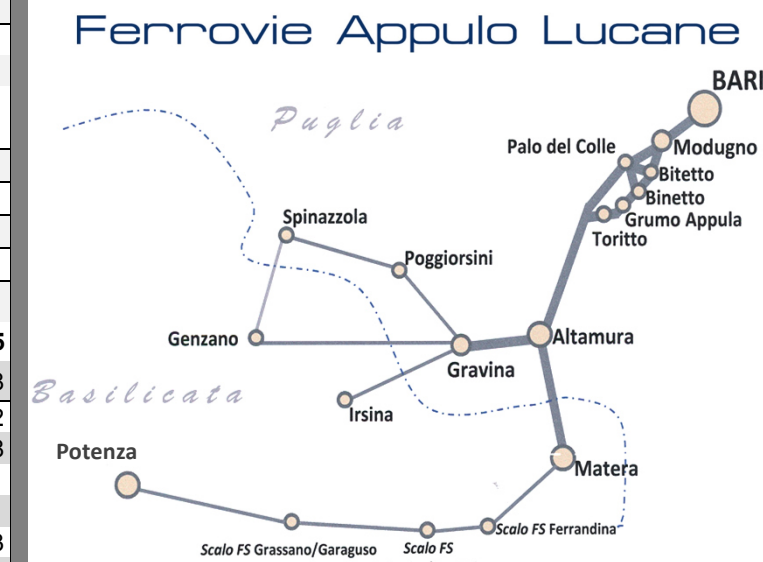 Ferrovie Appulo Lucane
BARI
Puglia
Palo del Colle
Modugno
Bitetto
Binetto
Grumo Appula
Toritto
Spinazzola
Poggiorsini
Genzano
Altamura
Gravina
Basilicata
Irsina
Potenza
Matera
Scalo FS Ferrandina
Scalo FS Grassano/Garaguso
Scalo FS